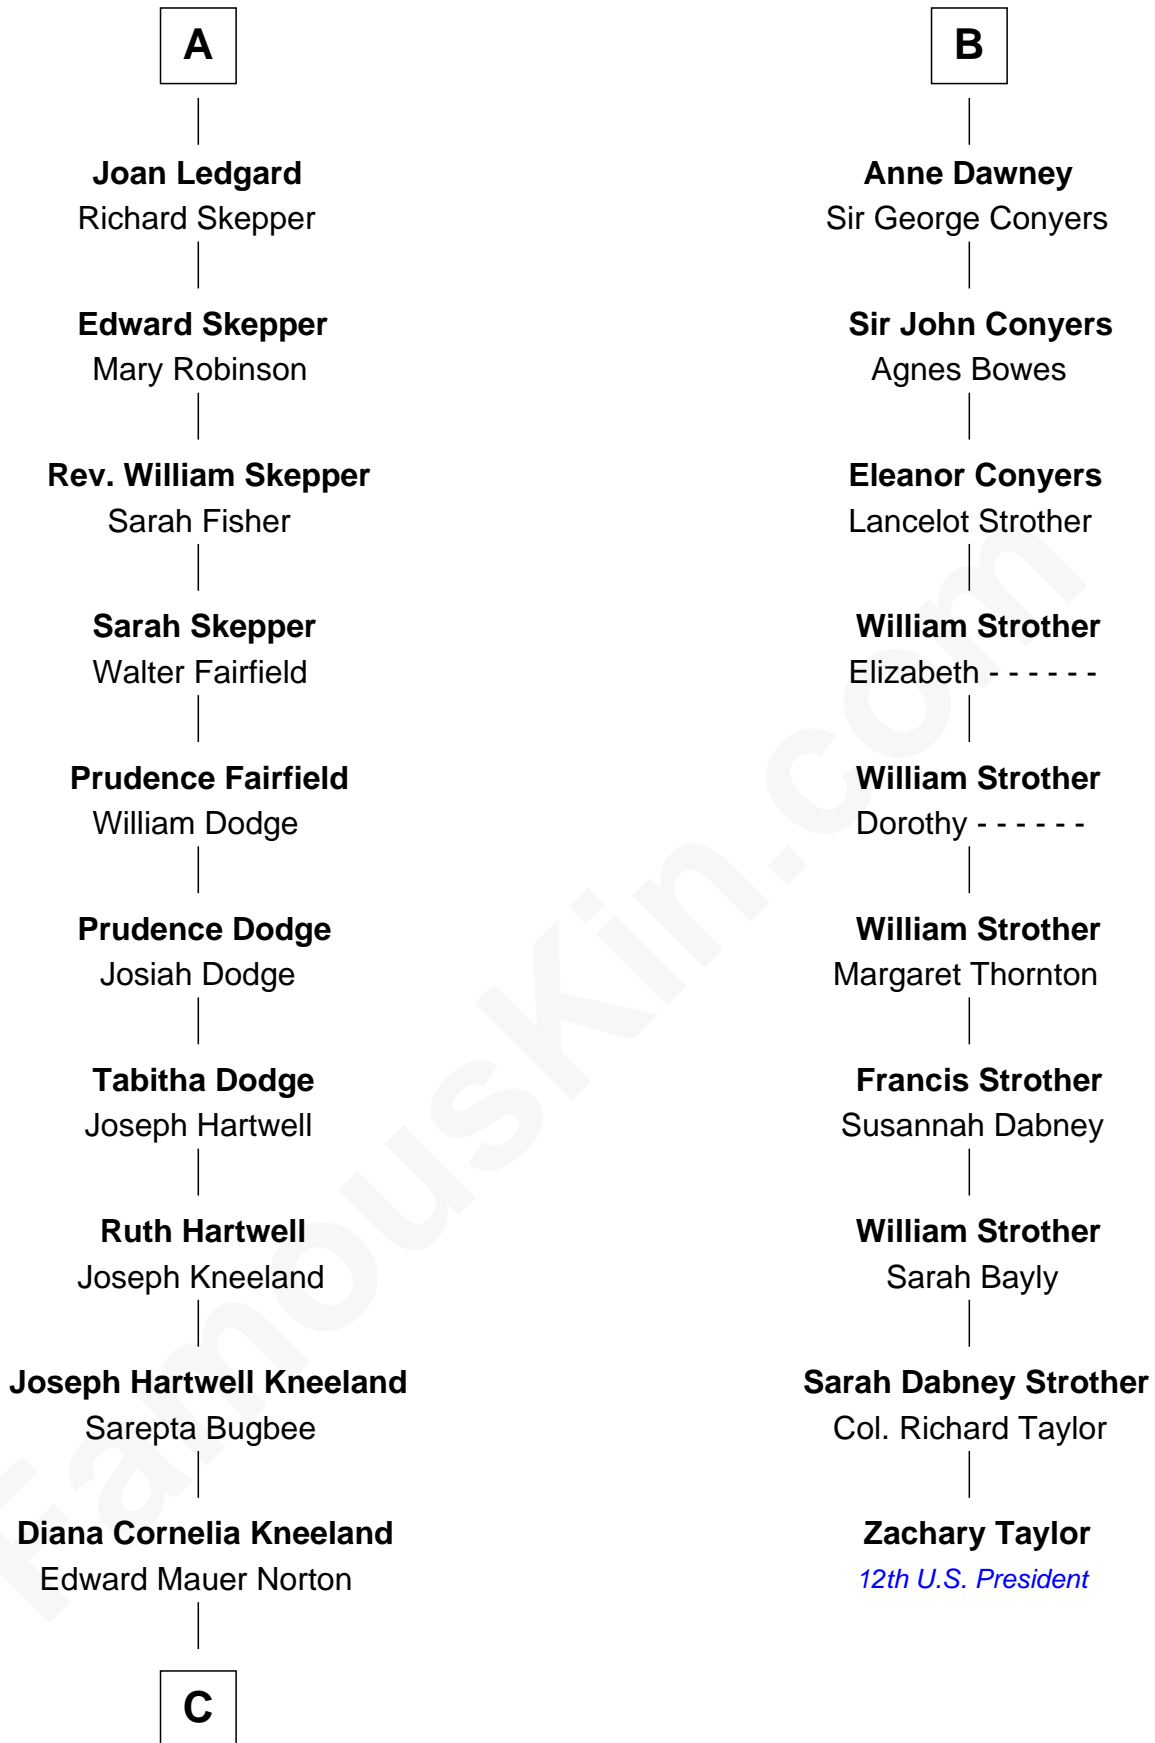 A
Joan Ledgard
Richard Skepper
Edward Skepper
Mary Robinson
Rev. William Skepper
Sarah Fisher
Sarah Skepper
Walter Fairfield
Prudence Fairfield
William Dodge
Prudence Dodge
Josiah Dodge
Tabitha Dodge
Joseph Hartwell
Ruth Hartwell
Joseph Kneeland
Joseph Hartwell Kneeland
Sarepta Bugbee
Diana Cornelia Kneeland
Edward Mauer Norton
C
B
Anne Dawney
Sir George Conyers
Sir John Conyers
Agnes Bowes
Eleanor Conyers
Lancelot Strother
William Strother
Elizabeth - - - - - -
William Strother
Dorothy - - - - - -
William Strother
Margaret Thornton
Francis Strother
Susannah Dabney
William Strother
Sarah Bayly
Sarah Dabney Strother
Col. Richard Taylor
Zachary Taylor
12th U.S. President
FamousKin.com